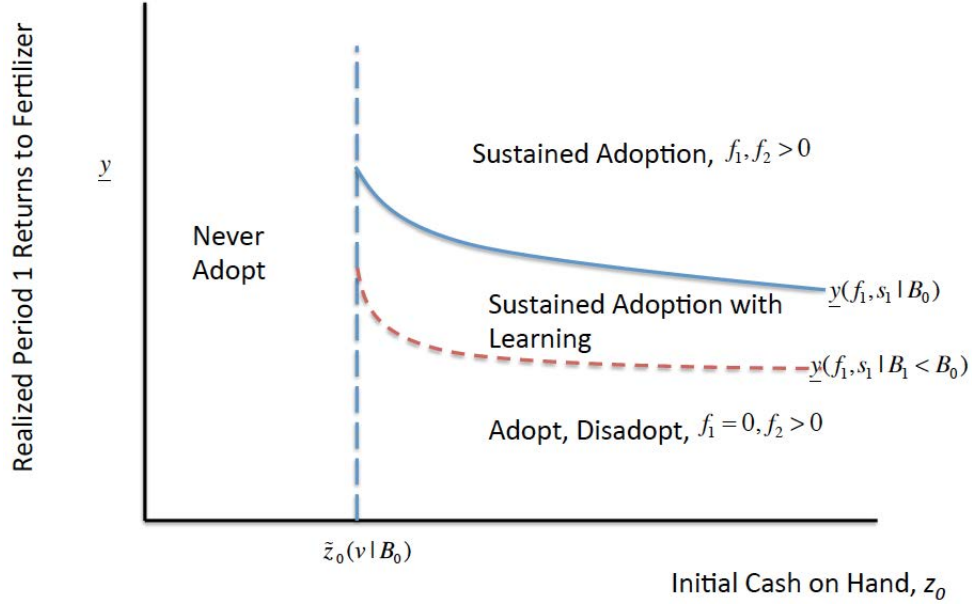 Realized Period 1 Returns to Fertilizer
y
Sustained Adoption, f₁, f₂ > 0
Never
Adopt
y(f₁, s₁ | B₀)
Sustained Adoption with
Learning
y(f₁, s₁ | B₁ < B₀)
Adopt, Disadopt, f₁ = 0, f₂ > 0
z̃₀(v | B₀)
Initial Cash on Hand, z₀